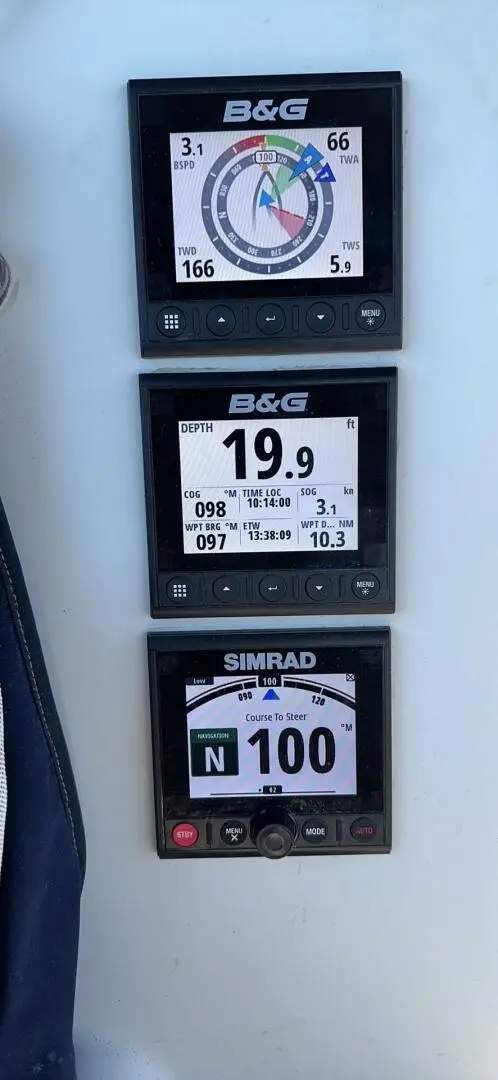 B&G
3.1 66
BSPD TWA
100
TWD TWS
166 5.9
MENU
B&G
DEPTH ft
19.9
COG °M TIME LOC SOG kn
098 10:14:00 3.1
WPT BRG °M ETW WPT D... NM
097 13:38:09 10.3
MENU
SIMRAD
100
090 120
Course To Steer
NAVIGATION °M
N 100
02
STBY MENU MODE AUTO